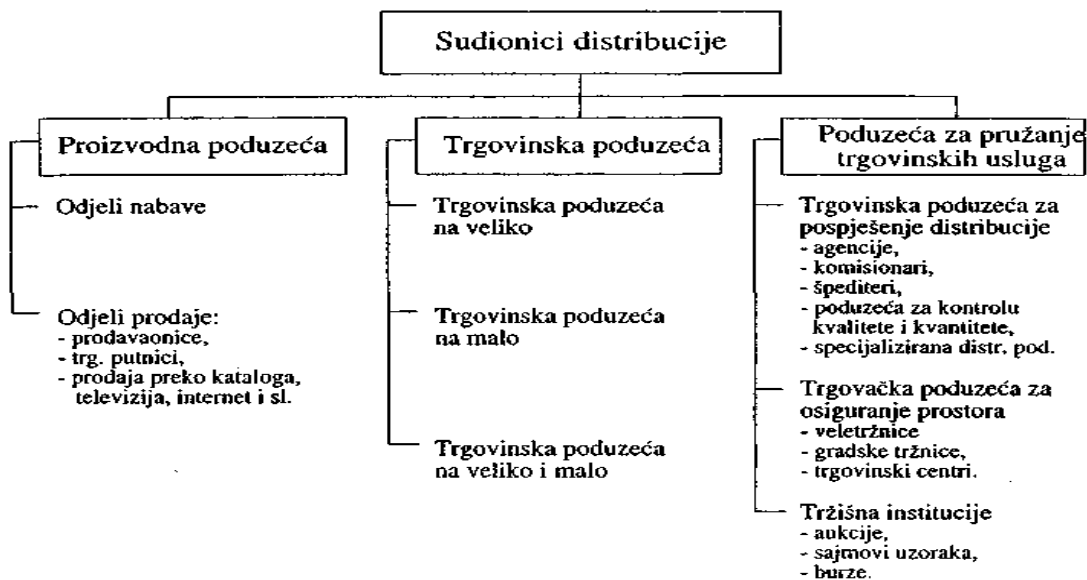 Sudionici distribucije
Proizvodna poduzeća
Odjeli nabave
Odjeli prodaje:
- prodavaonice,
- trg. putnici,
- prodaja preko kataloga,
televizija, internet i sl.
Trgovinska poduzeća
Trgovinska poduzeća
na veliko
Trgovinska poduzeća
na malo
Trgovinska poduzeća
na veliko i malo
Poduzeća za pružanje
trgovinskih usluga
Trgovinska poduzeća za
pospješenje distribucije
- agencije,
- komisionari,
- špediteri,
- poduzeća za kontrolu
kvalitete i kvantitete,
- specijalizirana distr. pod.
Trgovačka poduzeća za
osiguranje prostora
- veletržnice
- gradske tržnice,
- trgovinski centri.
Tržišna institucije
- aukcije,
- sajmovi uzoraka,
- burze.